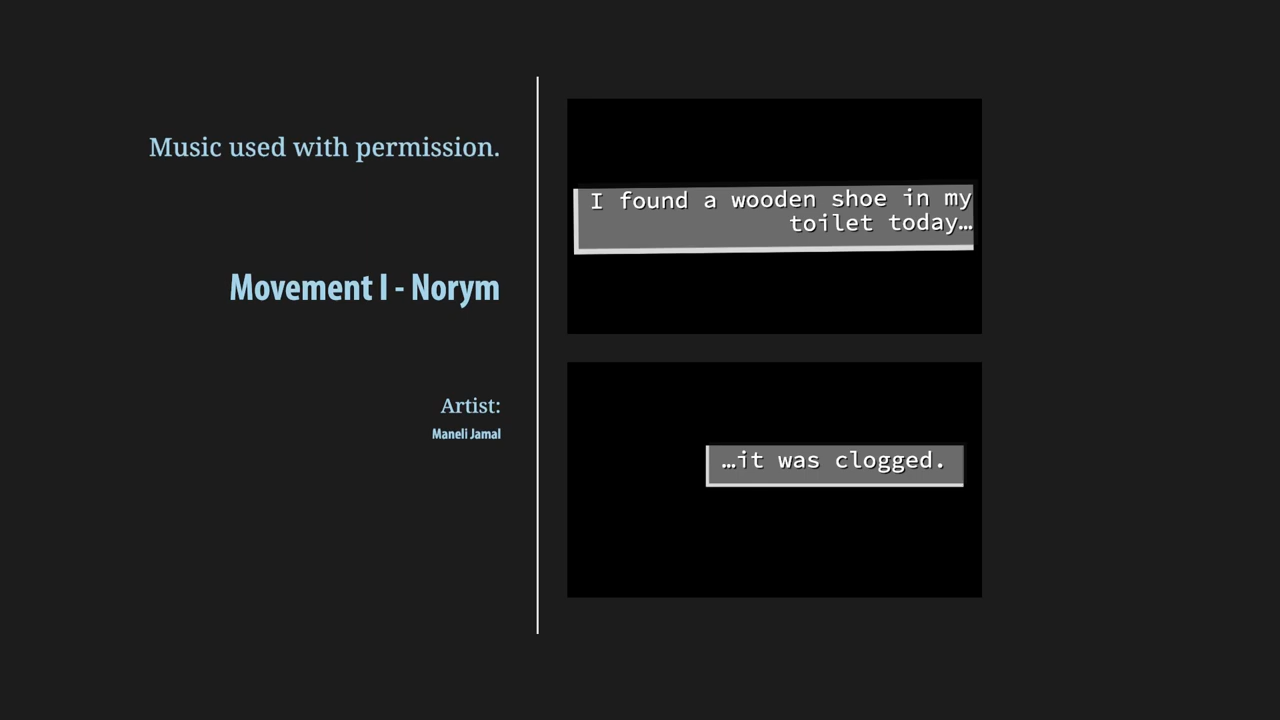 Music used with permission.
Movement I - Norym
Artist:
Maneli Jamal
I found a wooden shoe in my
toilet today…
…it was clogged.